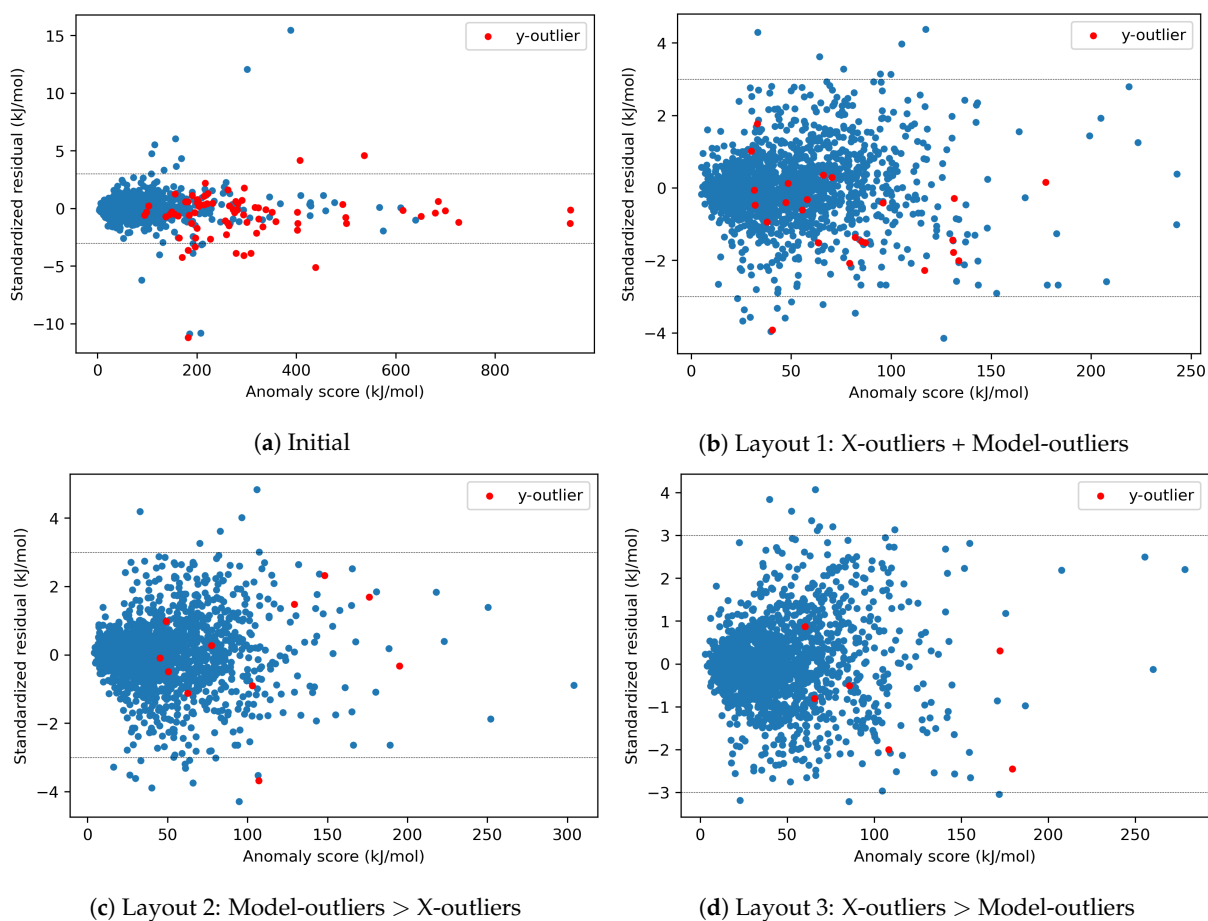 15
10
5
0
−5
−10
0 200 400 600 800
Standardized residual (kJ/mol)
Anomaly score (kJ/mol)
y-outlier
(a) Initial
4
2
0
−2
−4
0 50 100 150 200 250
Standardized residual (kJ/mol)
Anomaly score (kJ/mol)
y-outlier
(b) Layout 1: X-outliers + Model-outliers
4
2
0
−2
−4
0 50 100 150 200 250 300
Standardized residual (kJ/mol)
Anomaly score (kJ/mol)
y-outlier
(c) Layout 2: Model-outliers > X-outliers
4
3
2
1
0
−1
−2
−3
0 50 100 150 200 250
Standardized residual (kJ/mol)
Anomaly score (kJ/mol)
y-outlier
(d) Layout 3: X-outliers > Model-outliers